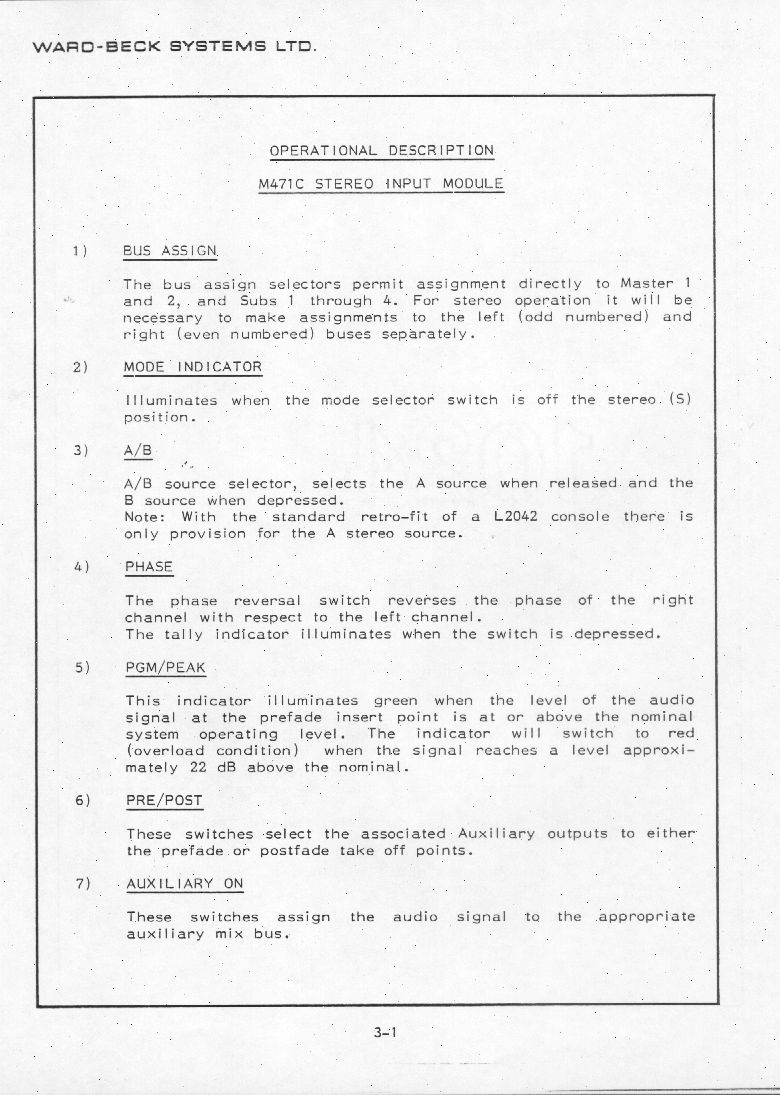 WARD-BECK SYSTEMS LTD.
OPERATIONAL DESCRIPTION
M471C STEREO INPUT MODULE
1) BUS ASSIGN
The bus assign selectors permit assignment directly to Master 1
and 2, and Subs 1 through 4. For stereo operation it will be
necessary to make assignments to the left (odd numbered) and
right (even numbered) buses separately.
2) MODE INDICATOR
Illuminates when the mode selector switch is off the stereo (S)
position.
3) A/B
A/B source selector, selects the A source when released and the
B source when depressed.
Note: With the standard retro-fit of a L2042 console there is
only provision for the A stereo source.
4) PHASE
The phase reversal switch reverses the phase of the right
channel with respect to the left channel.
The tally indicator illuminates when the switch is depressed.
5) PGM/PEAK
This indicator illuminates green when the level of the audio
signal at the prefade insert point is at or above the nominal
system operating level. The indicator will switch to red
(overload condition) when the signal reaches a level approxi-
mately 22 dB above the nominal.
6) PRE/POST
These switches select the associated Auxiliary outputs to either
the prefade or postfade take off points.
7) AUXILIARY ON
These switches assign the audio signal to the appropriate
auxiliary mix bus.
3-1